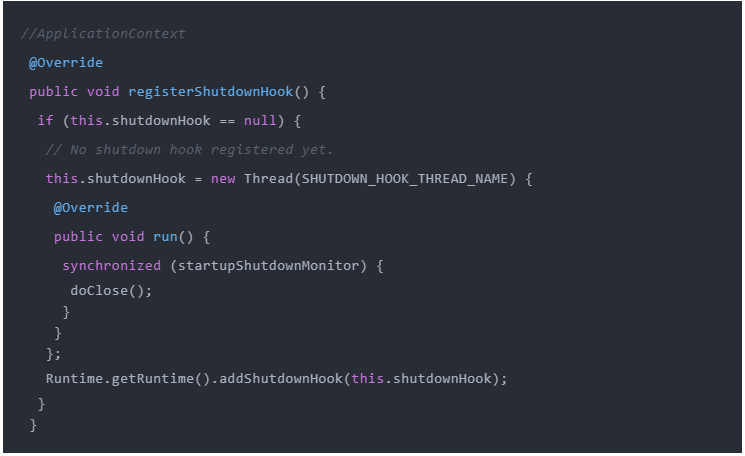 //ApplicationContext
@Override
public void registerShutdownHook() {
if (this.shutdownHook == null) {
// No shutdown hook registered yet.
this.shutdownHook = new Thread(SHUTDOWN_HOOK_THREAD_NAME) {
@Override
public void run() {
synchronized (startupShutdownMonitor) {
doClose();
}
}
};
Runtime.getRuntime().addShutdownHook(this.shutdownHook);
}
}